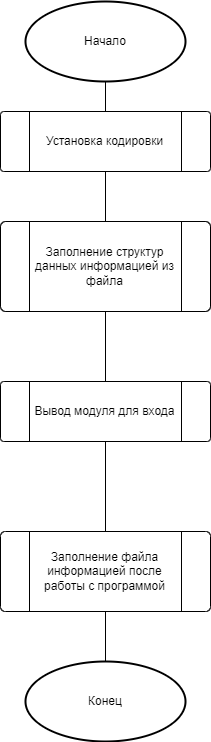 Начало
Установка кодировки
Заполнение структур
данных информацией из
файла
Вывод модуля для входа
Заполнение файла
информацией после
работы с программой
Конец